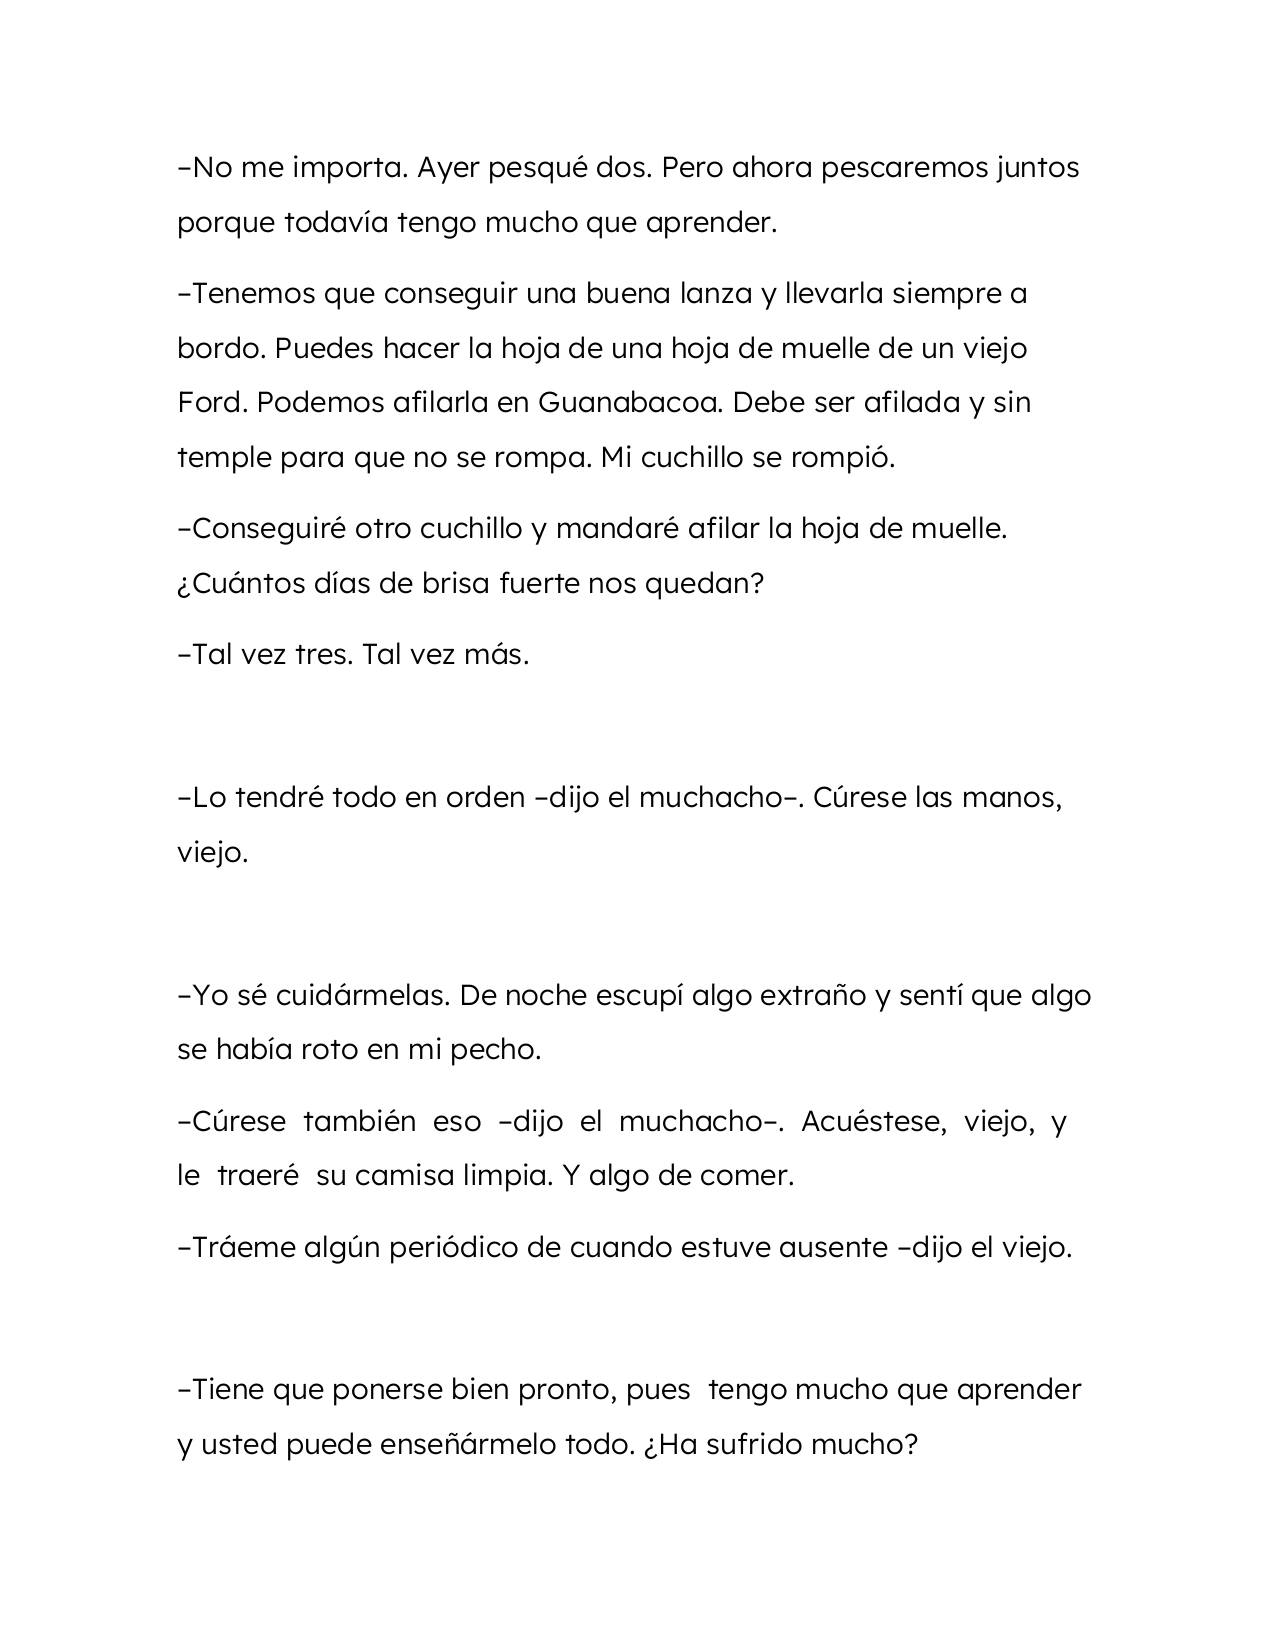 –No me importa. Ayer pesqué dos. Pero ahora pescaremos juntos
porque todavía tengo mucho que aprender.
–Tenemos que conseguir una buena lanza y llevarla siempre a
bordo. Puedes hacer la hoja de una hoja de muelle de un viejo
Ford. Podemos afilarla en Guanabacoa. Debe ser afilada y sin
temple para que no se rompa. Mi cuchillo se rompió.
–Conseguiré otro cuchillo y mandaré afilar la hoja de muelle.
¿Cuántos días de brisa fuerte nos quedan?
–Tal vez tres. Tal vez más.
–Lo tendré todo en orden –dijo el muchacho–. Cúrese las manos,
viejo.
–Yo sé cuidármelas. De noche escupí algo extraño y sentí que algo
se había roto en mi pecho.
–Cúrese también eso –dijo el muchacho–. Acuéstese, viejo, y
le traeré su camisa limpia. Y algo de comer.
–Tráeme algún periódico de cuando estuve ausente –dijo el viejo.
–Tiene que ponerse bien pronto, pues tengo mucho que aprender
y usted puede enseñármelo todo. ¿Ha sufrido mucho?